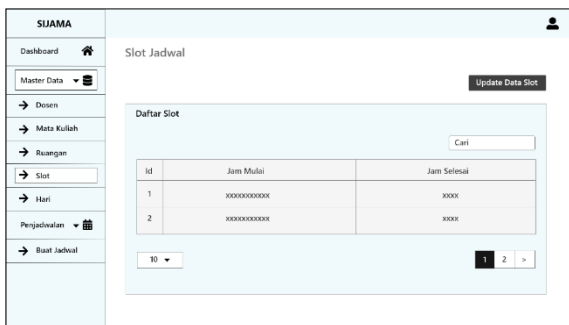 SIJAMA
Dashboard
Master Data
Dosen
Mata Kuliah
Ruangan
Slot
Hari
Penjadwalan
Buat Jadwal
Slot Jadwal
Update Data Slot
Daftar Slot
Cari
Id Jam Mulai Jam Selesai
1 xxxxxxxxxxx xxxx
2 xxxxxxxxxxx xxxx
10 1 2 >